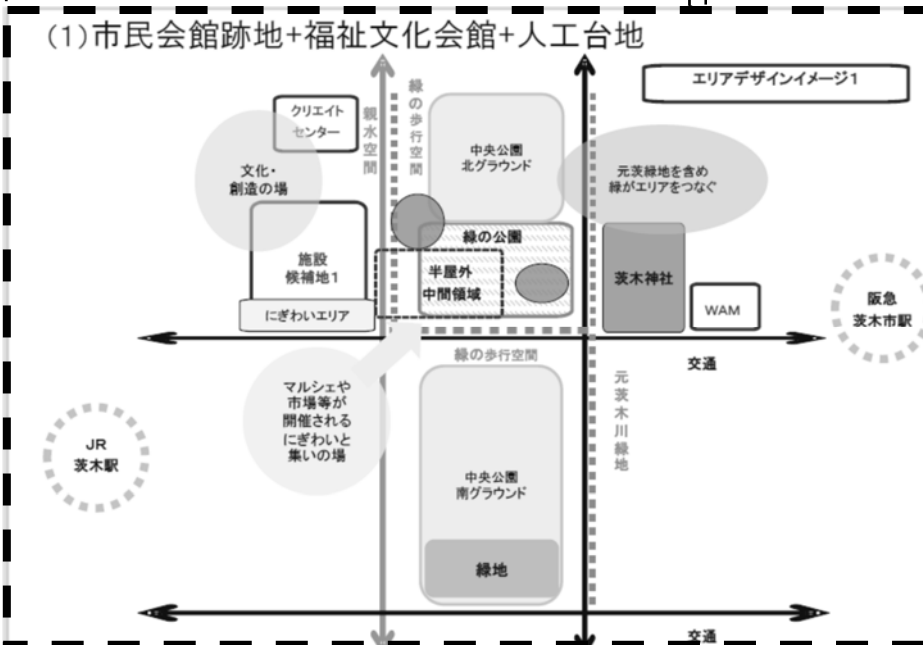 (1)市民会館跡地+福祉文化会館+人工台地
エリアデザインイメージ1
クリエイト
センター
親水空間
緑の歩行空間
中央公園
北グラウンド
文化・
創造の場
元茨緑地を含め
緑がエリアをつなぐ
施設
候補地1
緑の公園
半屋外
中間領域
茨木神社
WAM
阪急
茨木市駅
にぎわいエリア
緑の歩行空間
交通
マルシェや
市場等が
開催される
にぎわいと
集いの場
元茨木川緑地
JR
茨木駅
中央公園
南グラウンド
緑地
交通